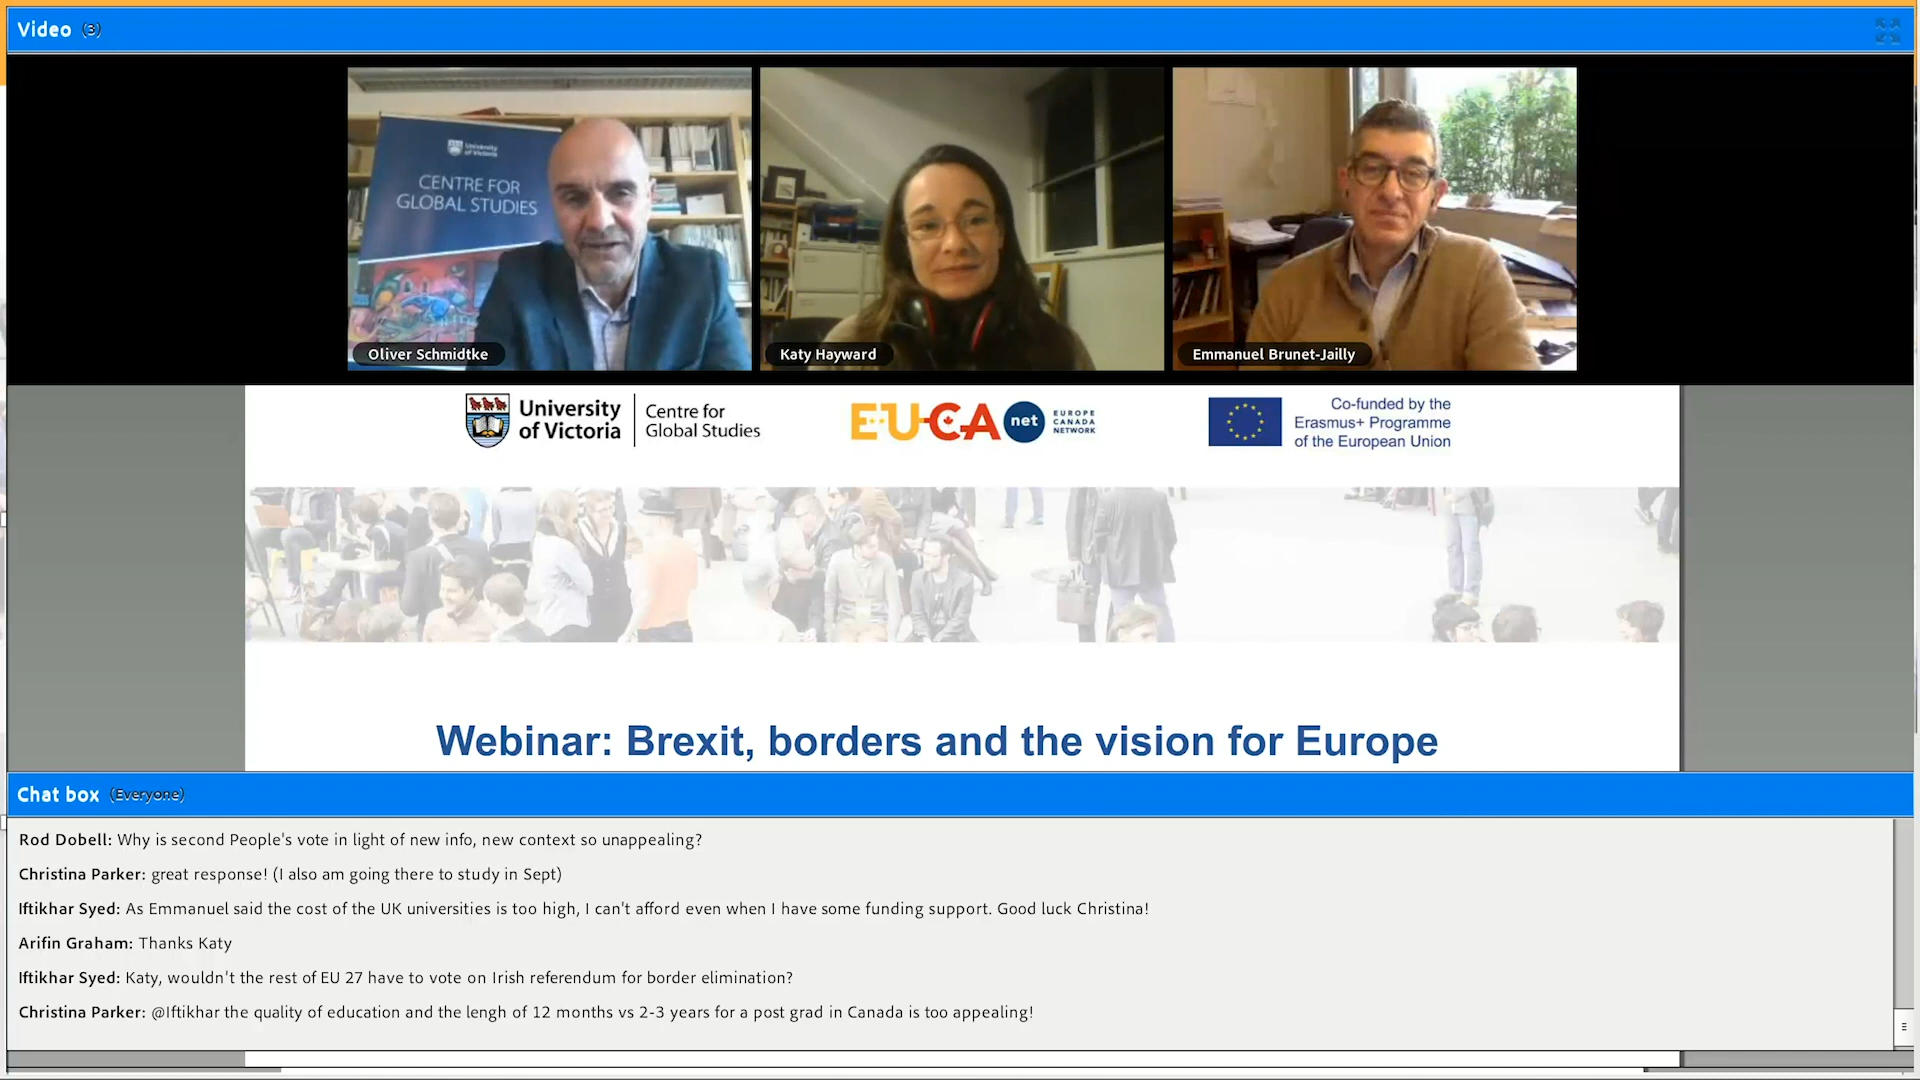 Video (3)
University
of Victoria
CENTRE FOR
GLOBAL STUDIES
Oliver Schmidtke
Katy Hayward
Emmanuel Brunet-Jailly
University
of Victoria
Centre for
Global Studies
EU-CA net
EUROPE
CANADA
NETWORK
Co-funded by the
Erasmus+ Programme
of the European Union
Webinar: Brexit, borders and the vision for Europe
Chat box (Everyone)
Rod Dobell: Why is second People's vote in light of new info, new context so unappealing?
Christina Parker: great response! (I also am going there to study in Sept)
Iftikhar Syed: As Emmanuel said the cost of the UK universities is too high, I can't afford even when I have some funding support. Good luck Christina!
Arifin Graham: Thanks Katy
Iftikhar Syed: Katy, wouldn't the rest of EU 27 have to vote on Irish referendum for border elimination?
Christina Parker: @Iftikhar the quality of education and the lengh of 12 months vs 2-3 years for a post grad in Canada is too appealing!